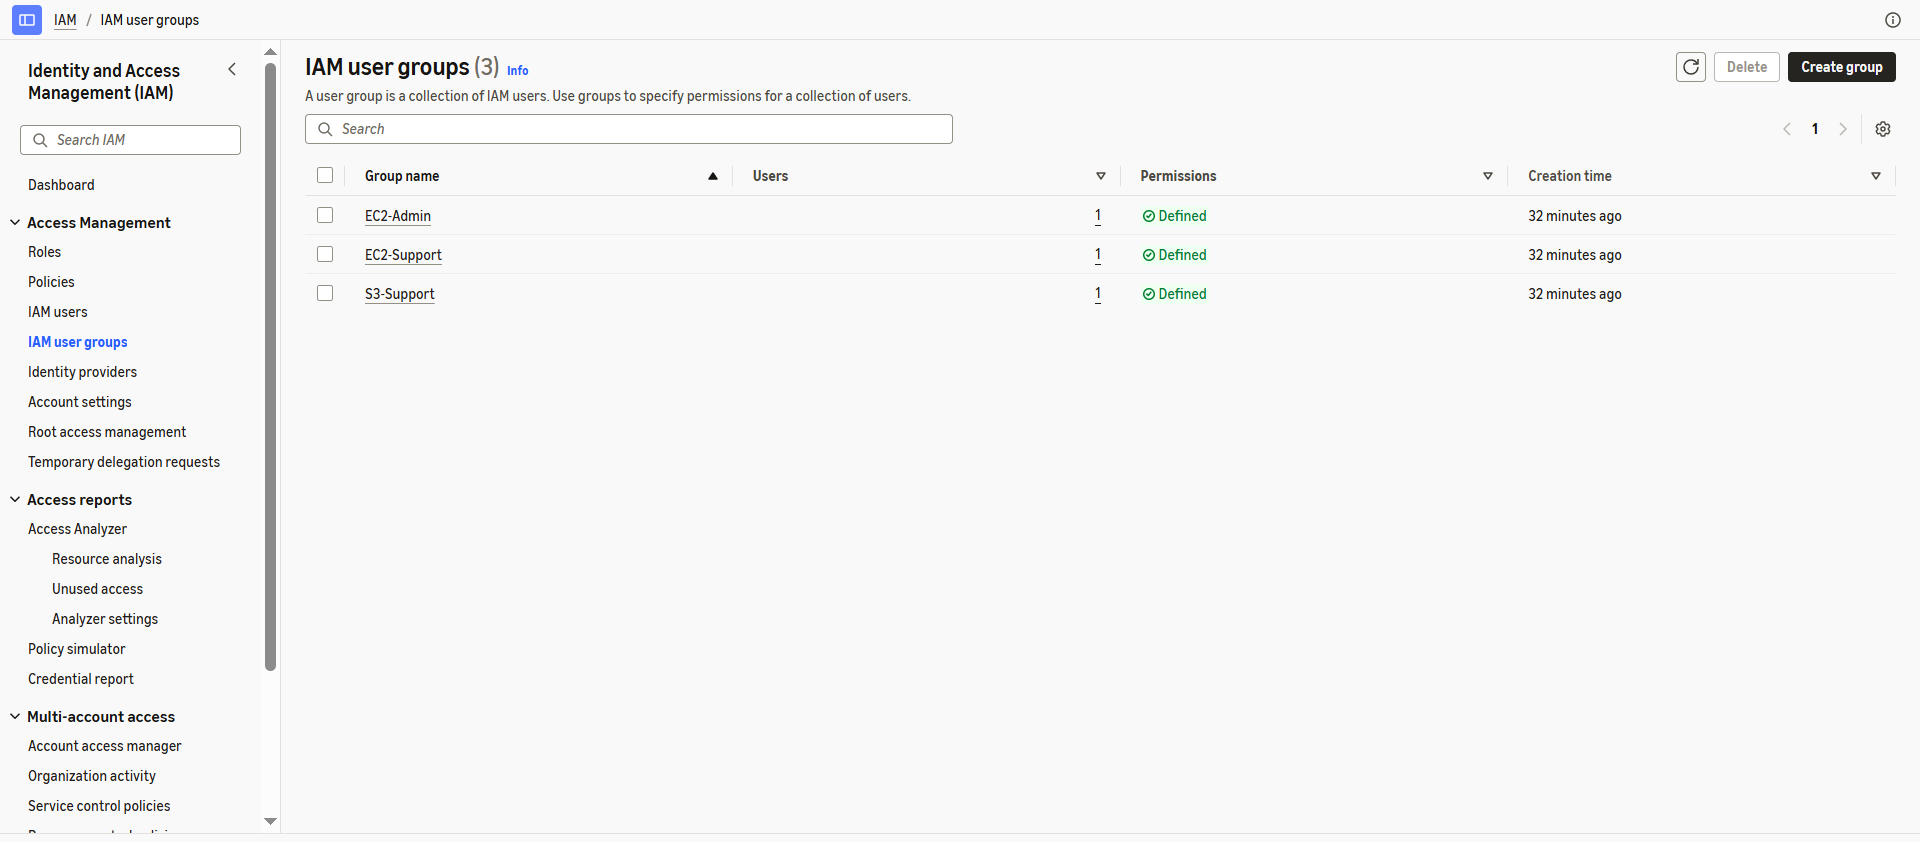 IAM / IAM user groups
Identity and Access
Management (IAM)
Search IAM
Dashboard
Access Management
Roles
Policies
IAM users
IAM user groups
Identity providers
Account settings
Root access management
Temporary delegation requests
Access reports
Access Analyzer
Resource analysis
Unused access
Analyzer settings
Policy simulator
Credential report
Multi-account access
Account access manager
Organization activity
Service control policies
IAM user groups (3) Info
Delete
Create group
A user group is a collection of IAM users. Use groups to specify permissions for a collection of users.
Search
1
Group name Users Permissions Creation time
EC2-Admin 1 Defined 32 minutes ago
EC2-Support 1 Defined 32 minutes ago
S3-Support 1 Defined 32 minutes ago